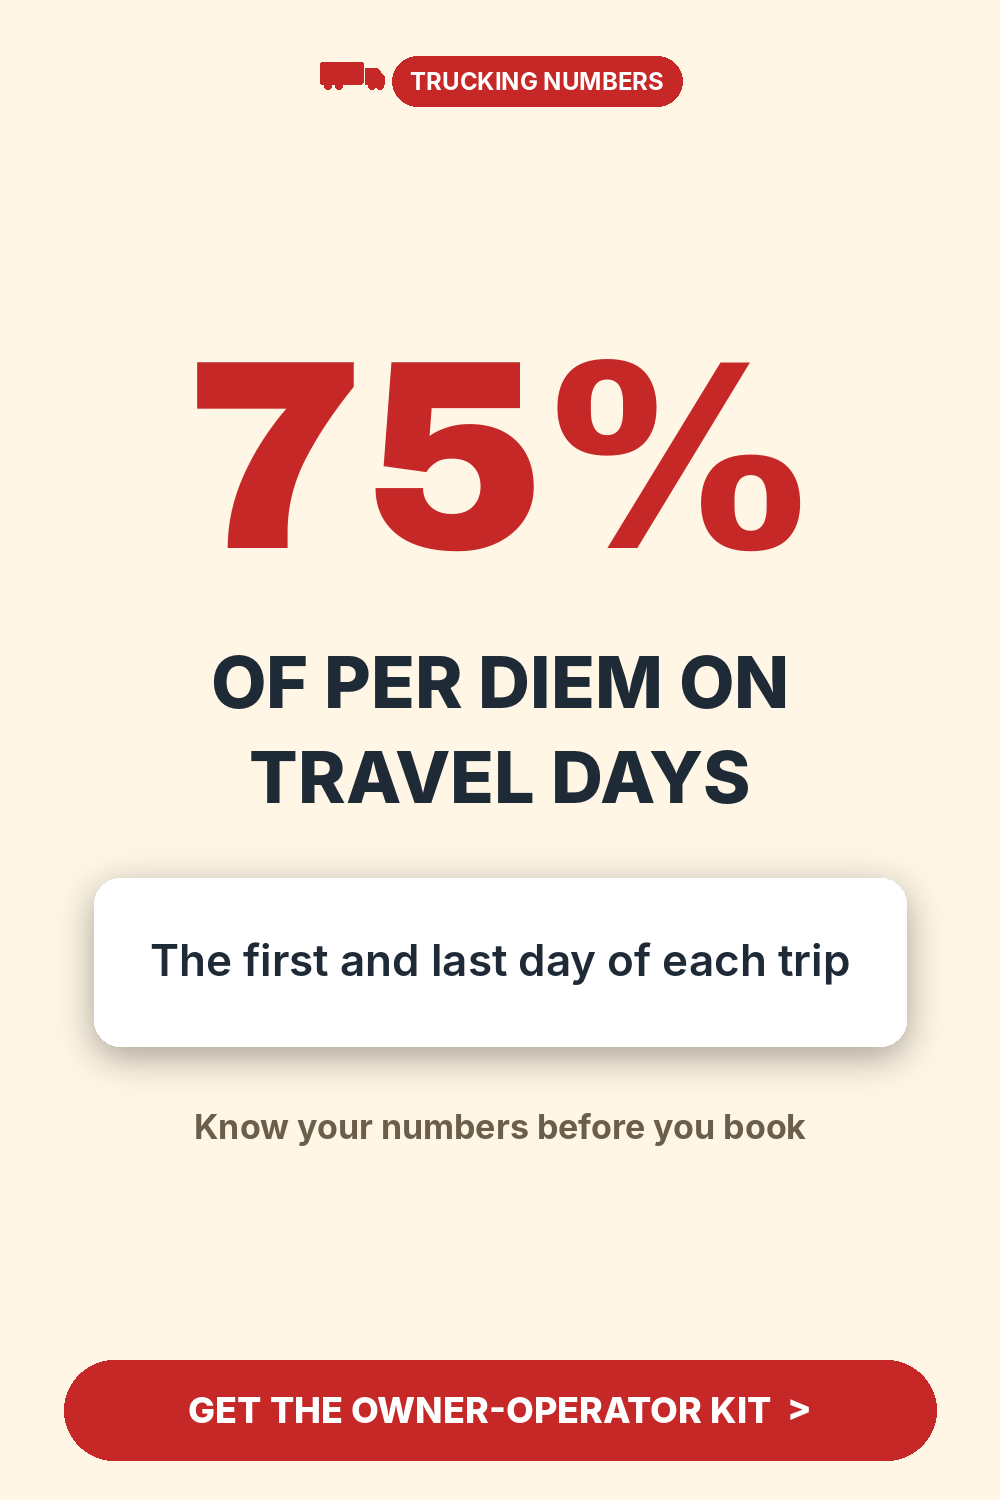 TRUCKING NUMBERS
75%
OF PER DIEM ON
TRAVEL DAYS
The first and last day of each trip
Know your numbers before you book
GET THE OWNER-OPERATOR KIT >